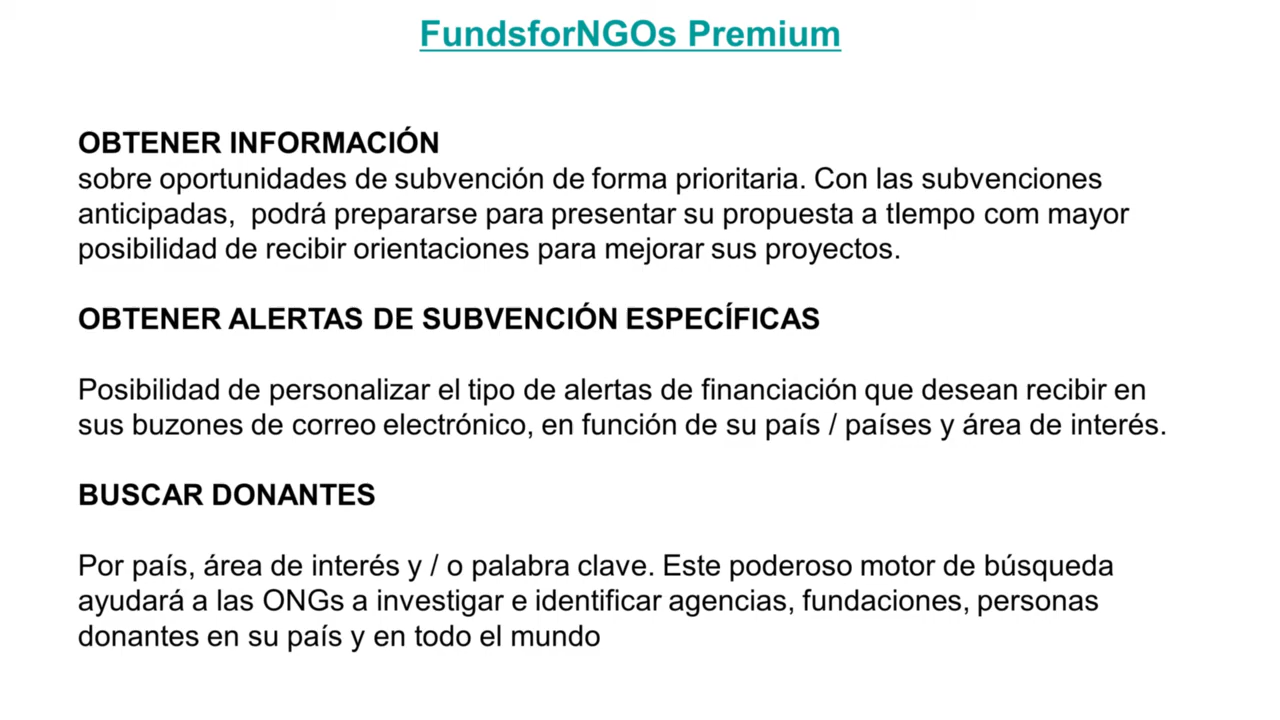 FundsforNGOs Premium
OBTENER INFORMACIÓN
sobre oportunidades de subvención de forma prioritaria. Con las subvenciones
anticipadas,  podrá prepararse para presentar su propuesta a tIempo com mayor
posibilidad de recibir orientaciones para mejorar sus proyectos.
OBTENER ALERTAS DE SUBVENCIÓN ESPECÍFICAS
Posibilidad de personalizar el tipo de alertas de financiación que desean recibir en
sus buzones de correo electrónico, en función de su país / países y área de interés.
BUSCAR DONANTES
Por país, área de interés y / o palabra clave. Este poderoso motor de búsqueda
ayudará a las ONGs a investigar e identificar agencias, fundaciones, personas
donantes en su país y en todo el mundo